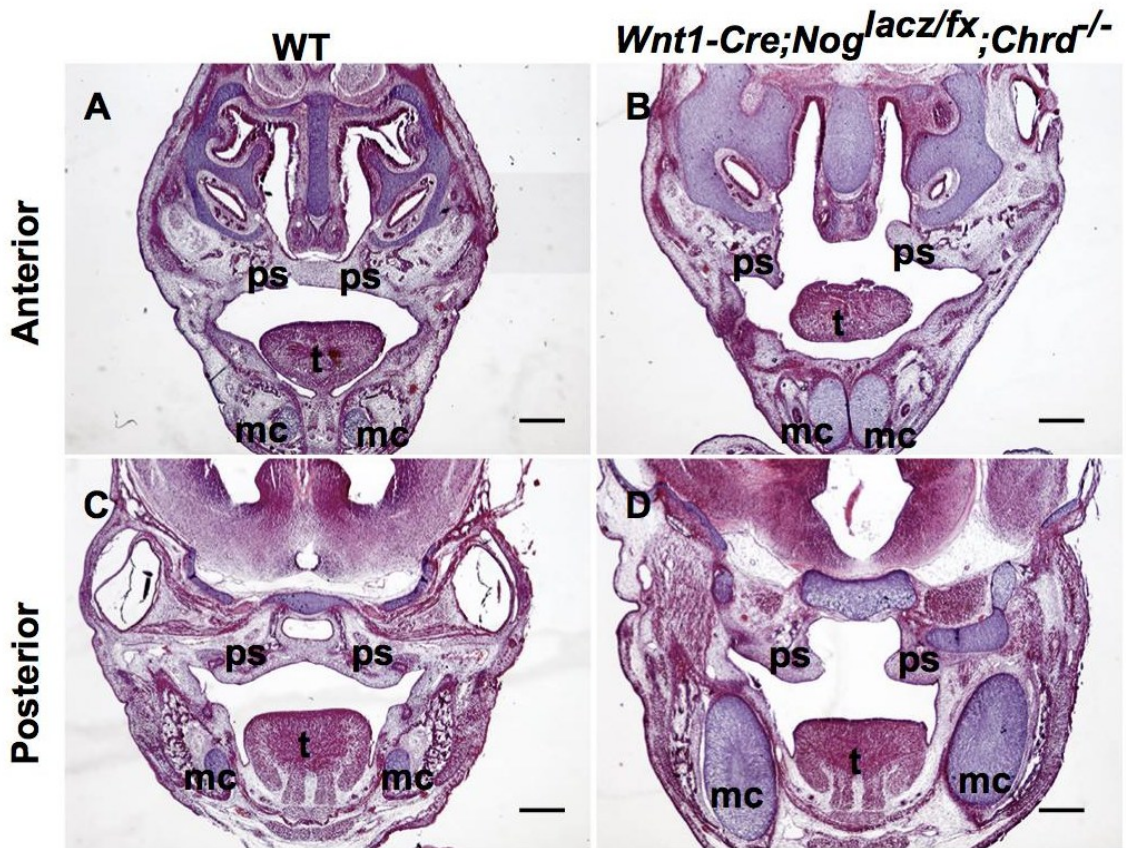 WT
Wnt1-Cre;Nog^lacz/fx;Chrd^-/-
Anterior
A
ps ps
t
mc mc
B
ps ps
t
mc mc
Posterior
C
ps ps
t
mc mc
D
ps ps
t
mc mc